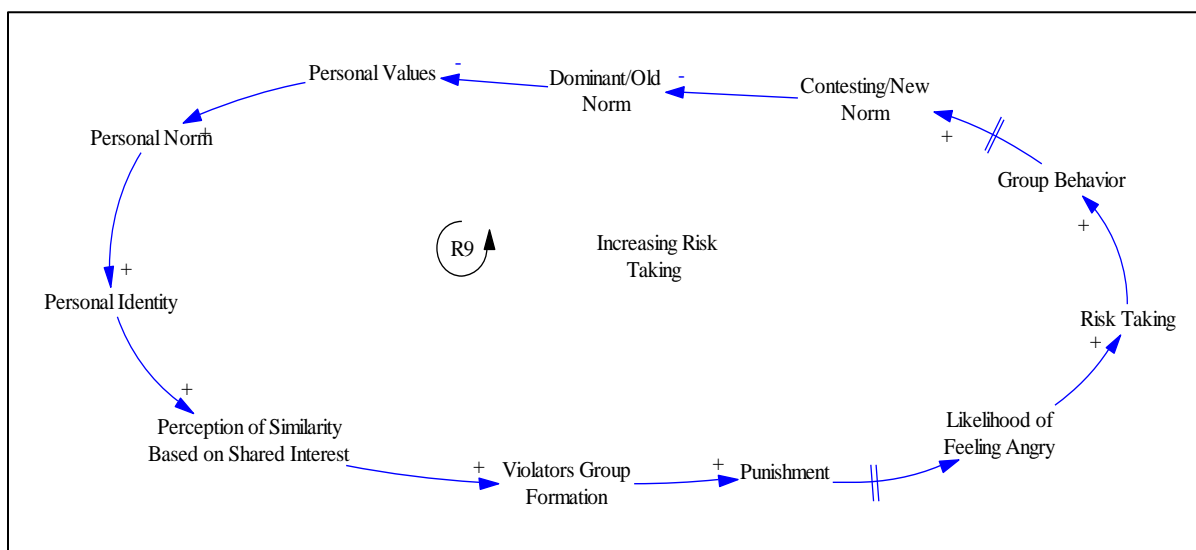 Personal Values
-
Dominant/Old
Norm
-
Contesting/New
Norm
+
Group Behavior
+
Risk Taking
+
Likelihood of
Feeling Angry
Punishment
+
Violators Group
Formation
+
Perception of Similarity
Based on Shared Interest
+
Personal Identity
+
Personal Norm
+
R9
Increasing Risk
Taking